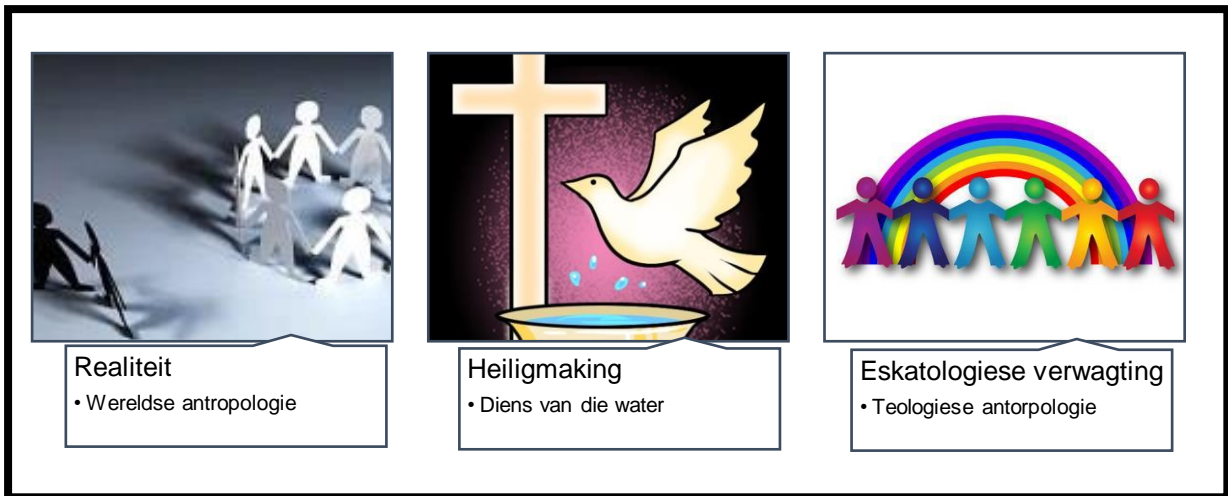 Realiteit
• Wereldse antropologie
Heiligmaking
• Diens van die water
Eskatologiese verwagting
• Teologiese antorpologie